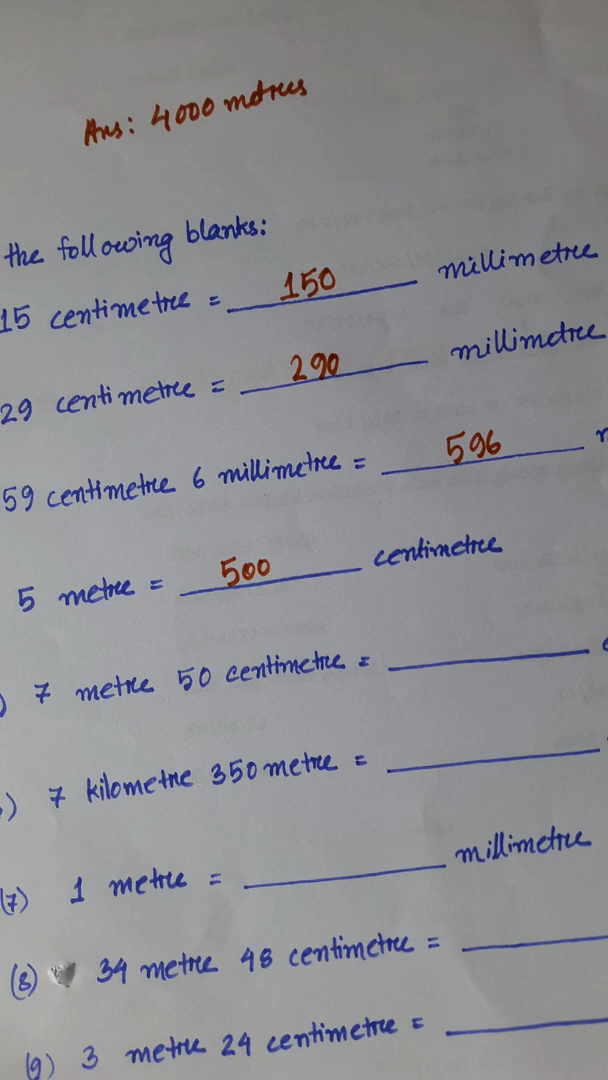 Ans: 4000 metres
the following blanks:
15 centimetre = 150 millimetre
29 centimetre = 290 millimetre
59 centimetre 6 millimetre = 596
5 metre = 500 centimetre
) 7 metre 50 centimetre =
) 7 kilometre 350 metre =
(7) 1 metre = millimetre
(8) 34 metre 48 centimetre =
(9) 3 metre 24 centimetre =